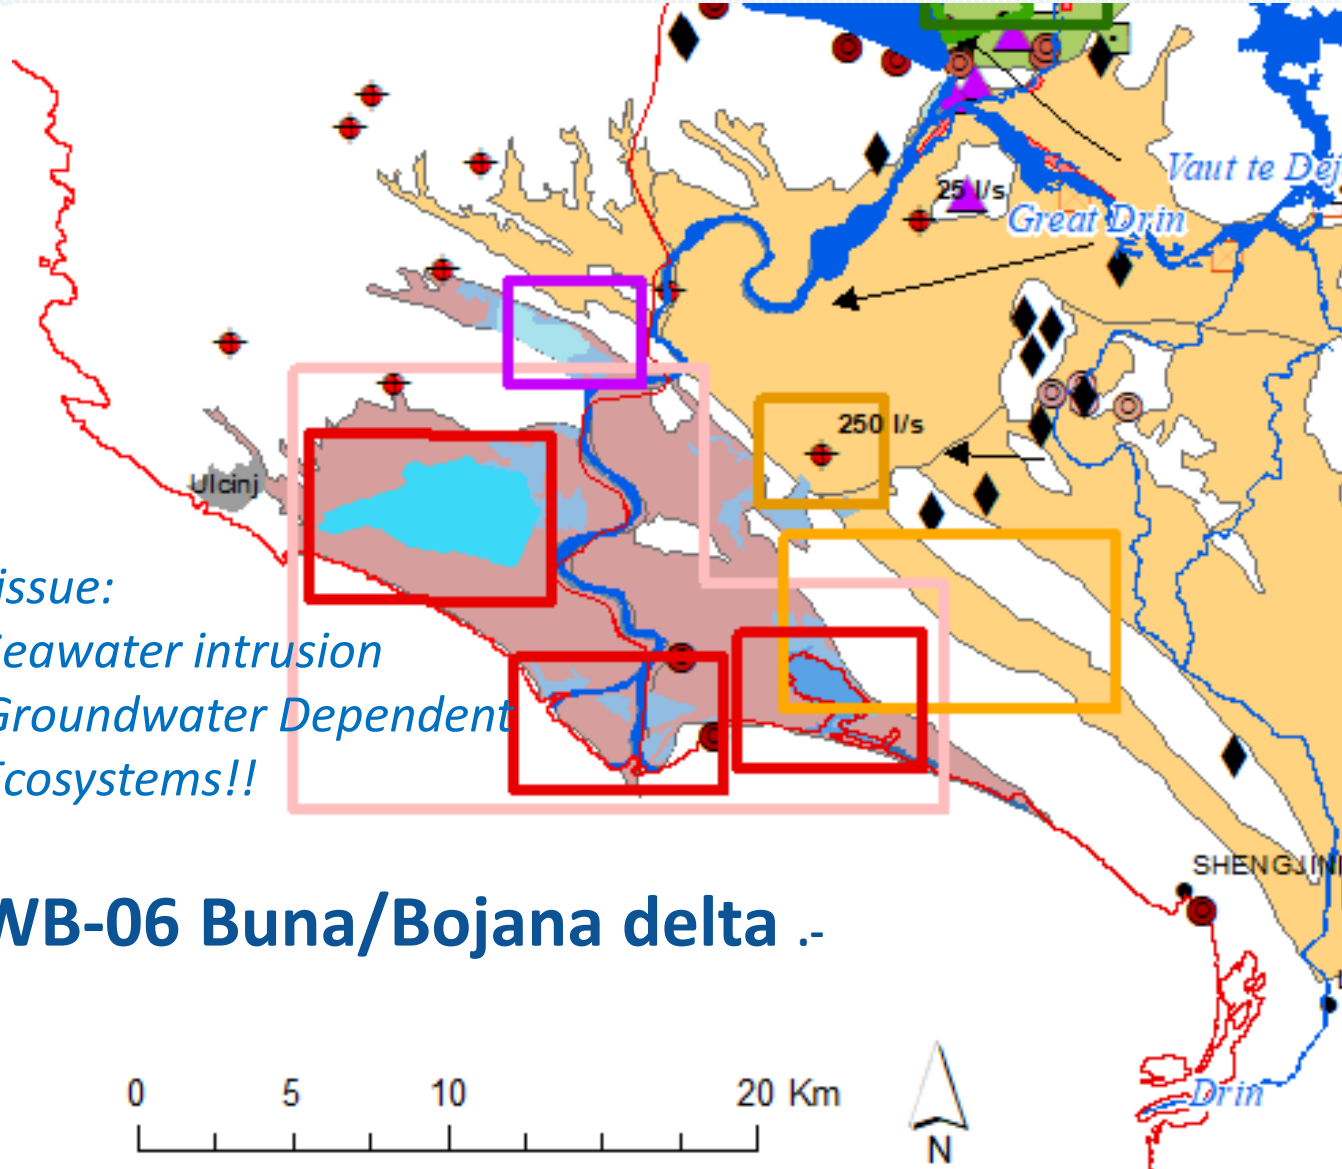 25 l/s
Vaut te Dej
Great Drin
250 l/s
Ulcinj
issue:
eawater intrusion
Groundwater Dependent
Ecosystems!!
SHENGJIN
WB-06 Buna/Bojana delta .-
0 5 10 20 Km
N
Drin